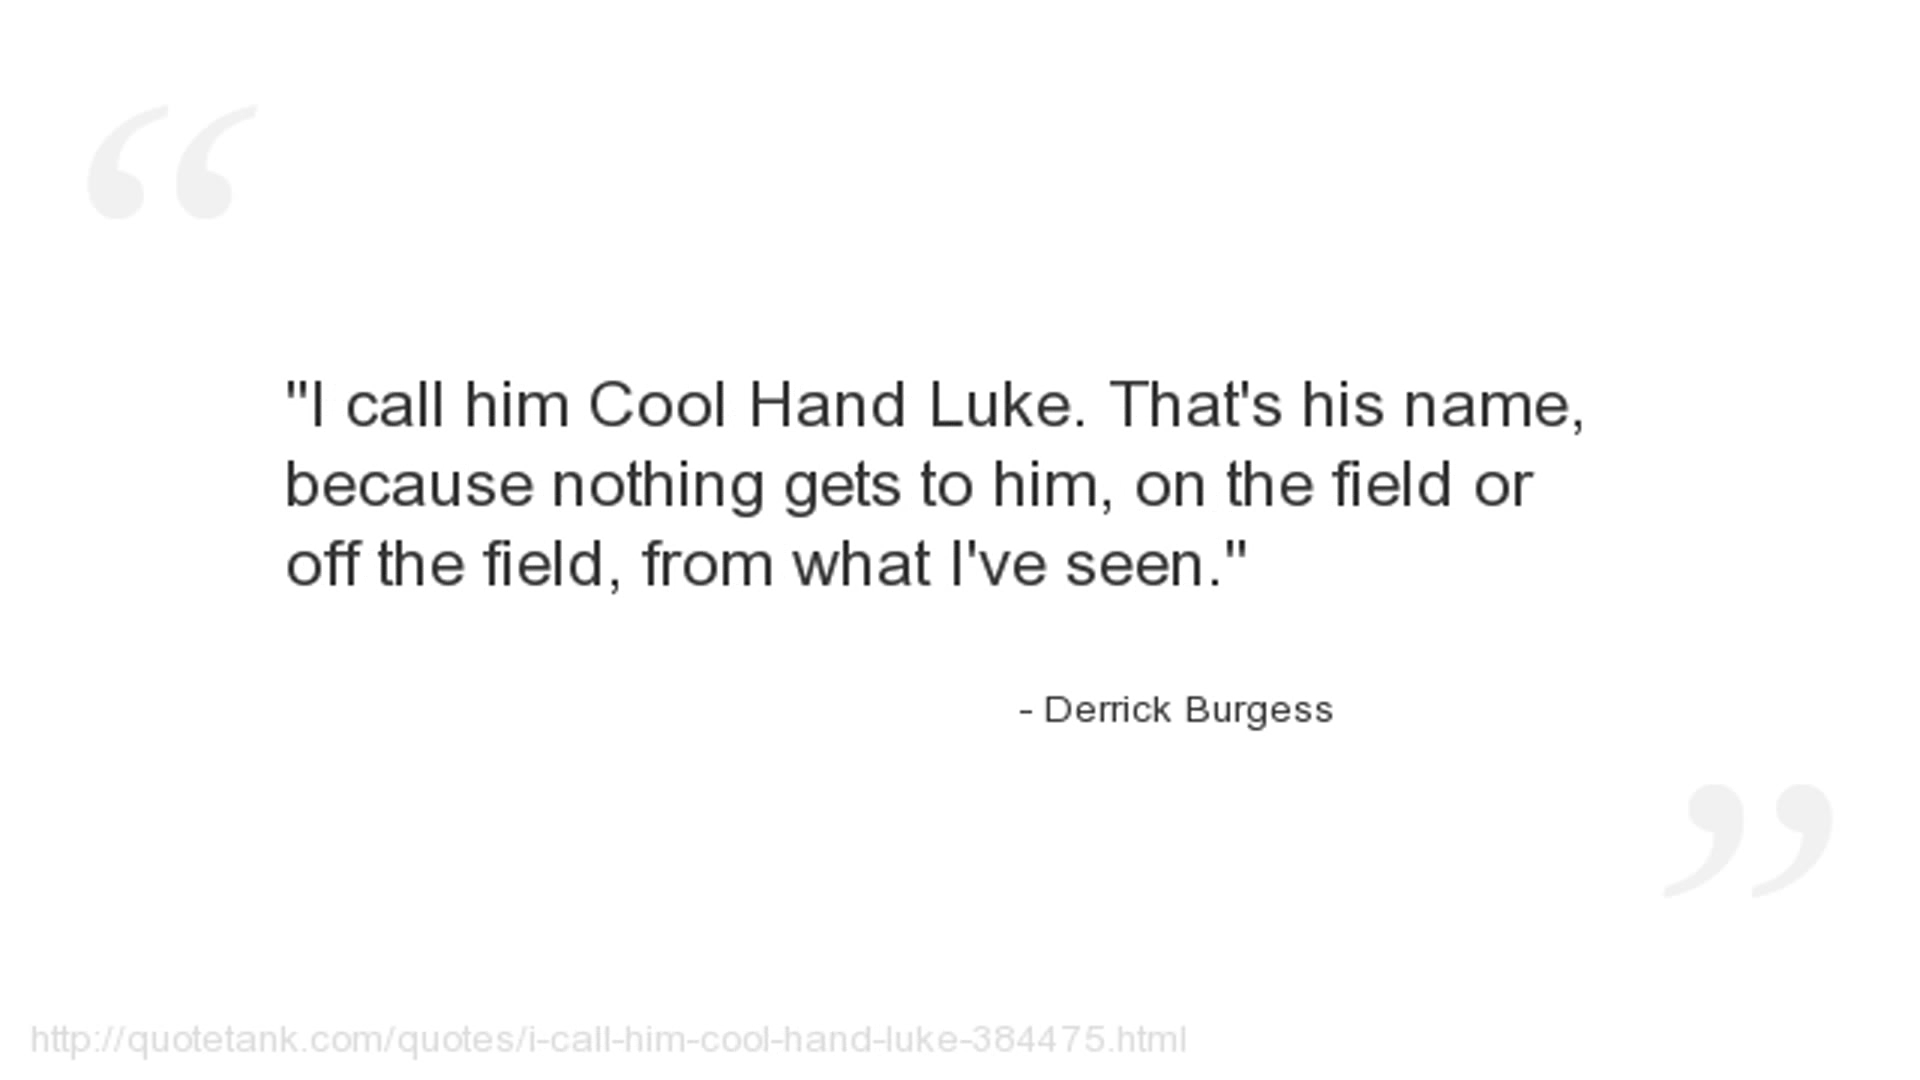 "I call him Cool Hand Luke. That's his name,
because nothing gets to him, on the field or
off the field, from what I've seen."
- Derrick Burgess
http://quotetank.com/quotes/i-call-him-cool-hand-luke-384475.html